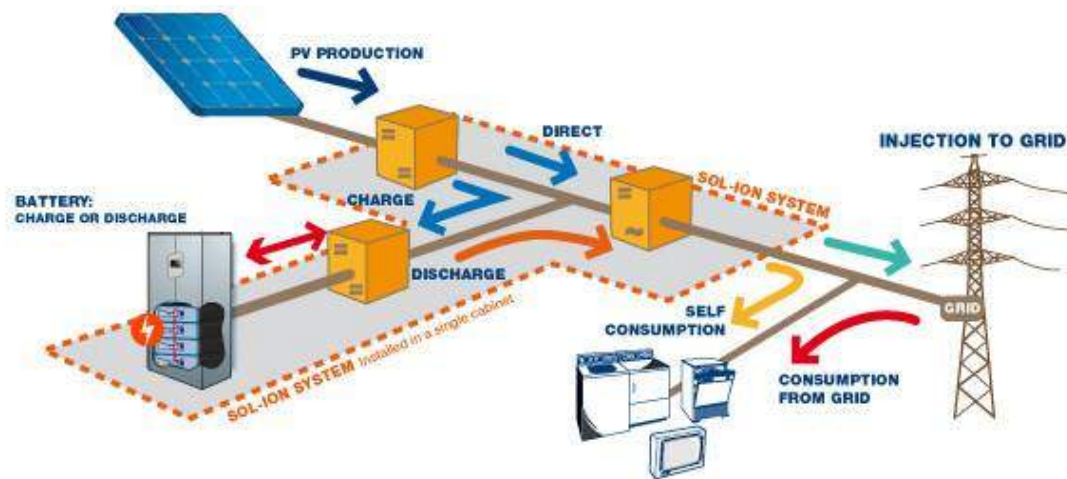 PV PRODUCTION
DIRECT
INJECTION TO GRID
SOL-ION SYSTEM
CHARGE
BATTERY:
CHARGE OR DISCHARGE
DISCHARGE
GRID
SELF
CONSUMPTION
SOL-ION SYSTEM Installed in a single cabinet
CONSUMPTION
FROM GRID